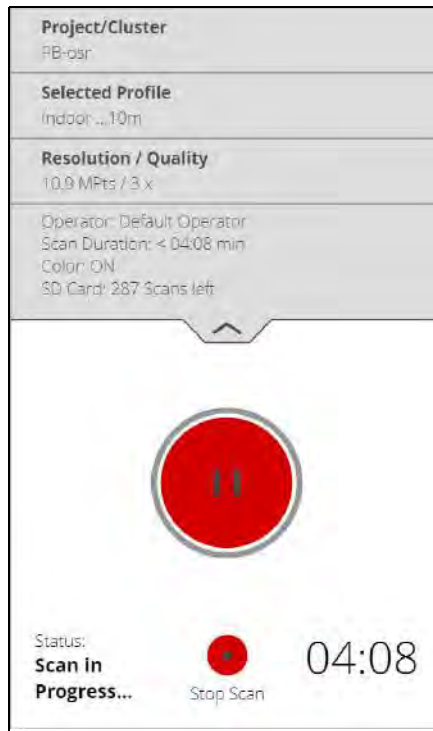 Project/Cluster
PB-osr
Selected Profile
Indoor ...10m
Resolution / Quality
10.9 MPts / 3 x
Operator: Default Operator
Scan Duration: < 04:08 min
Color: ON
SD Card: 287 Scans left
Status:
Scan in
Progress...
Stop Scan
04:08